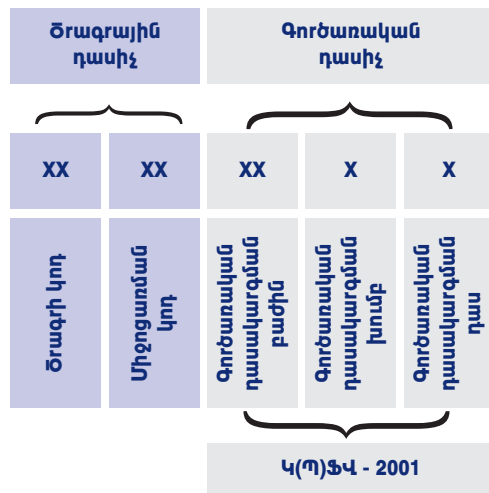 Ծրագրային
դասիչ
Գործառական
դասիչ
XX
XX
XX
X
X
Ծրագրի կոդ
Միջոցառման
կոդ
Գործառական
դասակարգման
բաժին
Գործառական
դասակարգման
խումբ
Գործառական
դասակարգման
դաս
Կ(Պ)ՖՎ - 2001